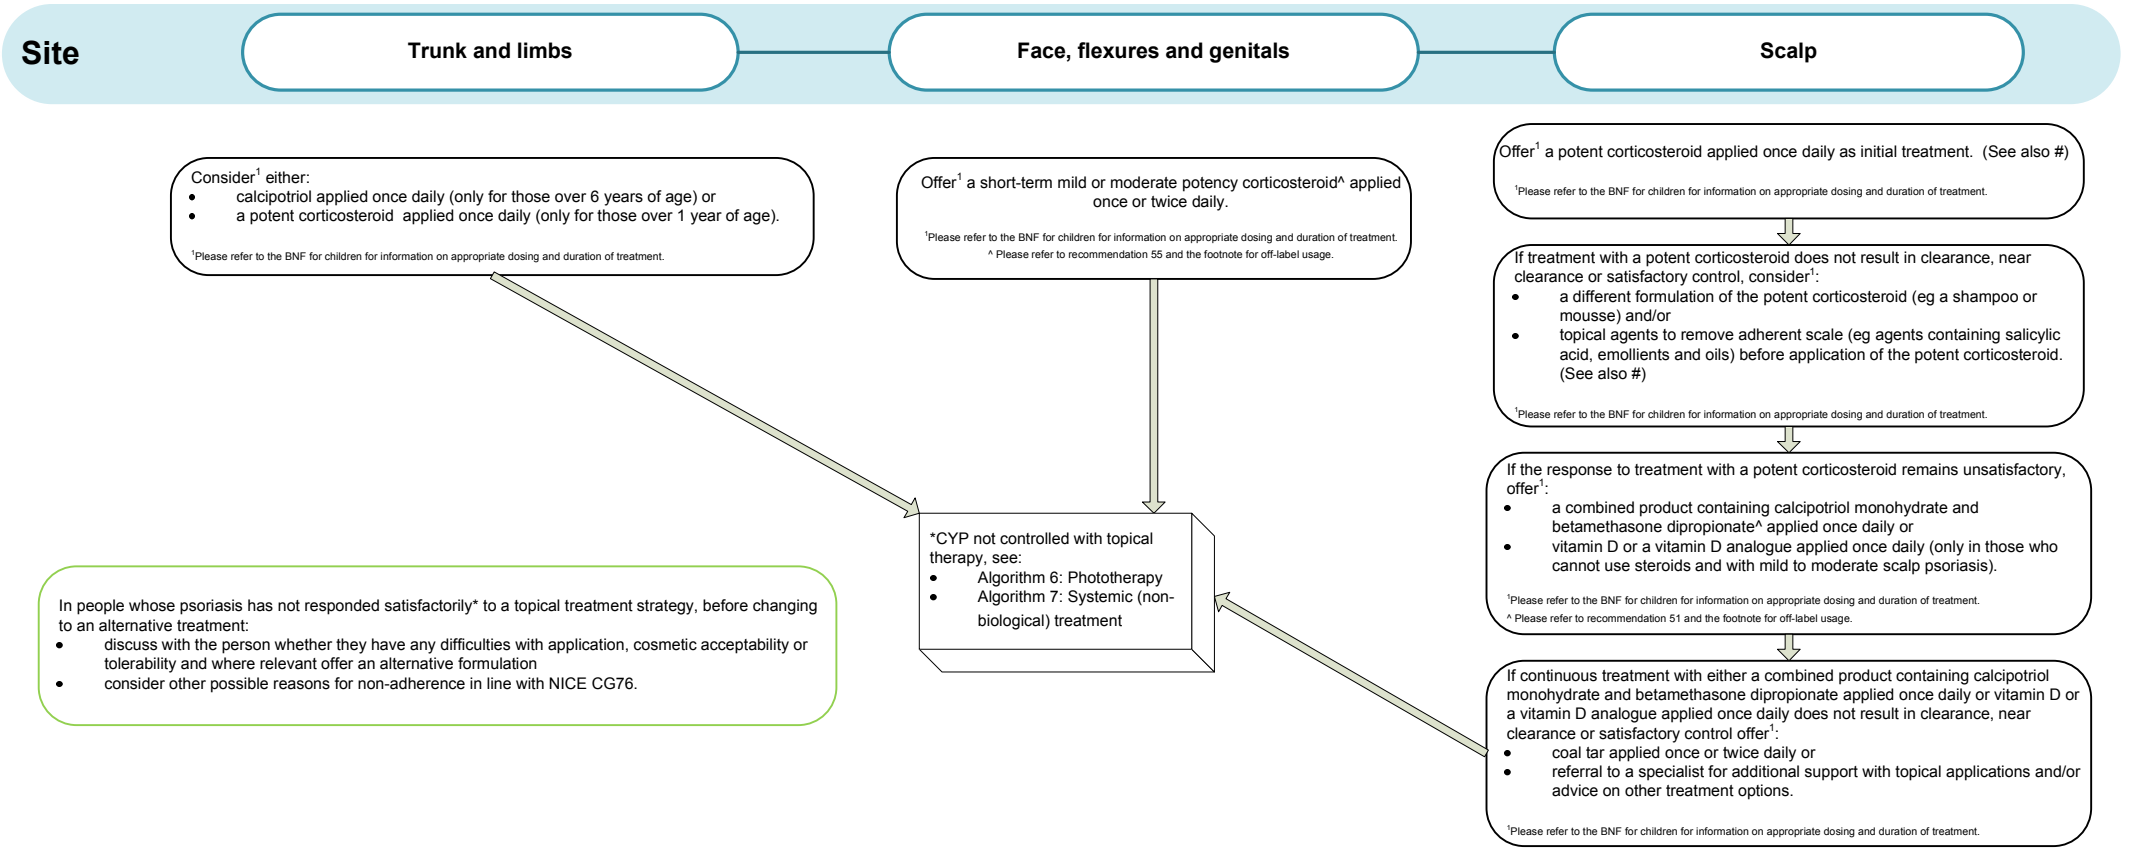 Site
Trunk and limbs
Face, flexures and genitals
Scalp
Consider¹ either:
• calcipotriol applied once daily (only for those over 6 years of age) or
• a potent corticosteroid applied once daily (only for those over 1 year of age).
¹Please refer to the BNF for children for information on appropriate dosing and duration of treatment.
Offer¹ a short-term mild or moderate potency corticosteroid^ applied
once or twice daily.
¹Please refer to the BNF for children for information on appropriate dosing and duration of treatment.
^ Please refer to recommendation 55 and the footnote for off-label usage.
Offer¹ a potent corticosteroid applied once daily as initial treatment. (See also #)
¹Please refer to the BNF for children for information on appropriate dosing and duration of treatment.
If treatment with a potent corticosteroid does not result in clearance, near
clearance or satisfactory control, consider¹:
• a different formulation of the potent corticosteroid (eg a shampoo or
mousse) and/or
• topical agents to remove adherent scale (eg agents containing salicylic
acid, emollients and oils) before application of the potent corticosteroid.
(See also #)
¹Please refer to the BNF for children for information on appropriate dosing and duration of treatment.
If the response to treatment with a potent corticosteroid remains unsatisfactory,
offer¹:
• a combined product containing calcipotriol monohydrate and
betamethasone dipropionate^ applied once daily or
• vitamin D or a vitamin D analogue applied once daily (only in those who
cannot use steroids and with mild to moderate scalp psoriasis).
¹Please refer to the BNF for children for information on appropriate dosing and duration of treatment.
^ Please refer to recommendation 51 and the footnote for off-label usage.
If continuous treatment with either a combined product containing calcipotriol
monohydrate and betamethasone dipropionate applied once daily or vitamin D or
a vitamin D analogue applied once daily does not result in clearance, near
clearance or satisfactory control offer¹:
• coal tar applied once or twice daily or
• referral to a specialist for additional support with topical applications and/or
advice on other treatment options.
¹Please refer to the BNF for children for information on appropriate dosing and duration of treatment.
*CYP not controlled with topical
therapy, see:
• Algorithm 6: Phototherapy
• Algorithm 7: Systemic (non-
biological) treatment
In people whose psoriasis has not responded satisfactorily* to a topical treatment strategy, before changing
to an alternative treatment:
• discuss with the person whether they have any difficulties with application, cosmetic acceptability or
tolerability and where relevant offer an alternative formulation
• consider other possible reasons for non-adherence in line with NICE CG76.